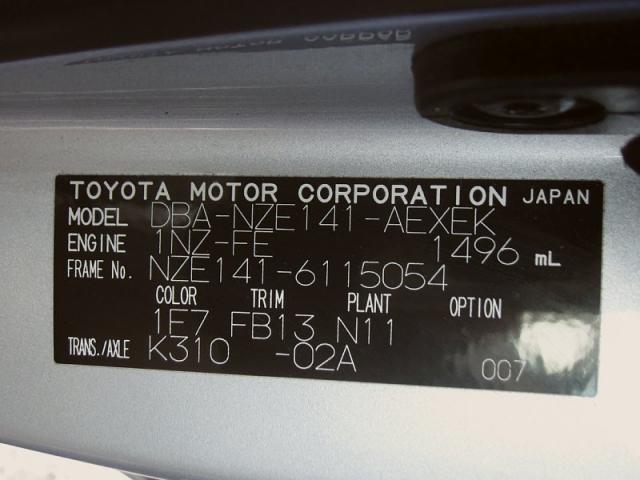 TOYOTA MOTOR CORPORATION JAPAN
MODEL DBA-NZE141-AEXEK
ENGINE 1NZ-FE 1496 mL
FRAME No. NZE141-6115054
COLOR TRIM PLANT OPTION
1E7 FB13 N11
TRANS./AXLE K310 -02A
007